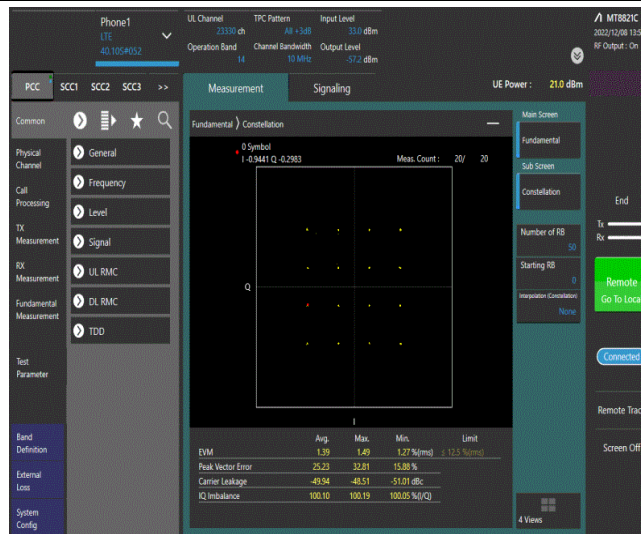 Phone1
LTE
40.105#052
UL Channel
23330 ch
TPC Pattern
All +3dB
Input Level
33.0 dBm
Operation Band
14
Channel Bandwidth
10 MHz
Output Level
-57.2 dBm
MT8821C
2022/12/08 13:5
RF Output : On
PCC SCC1 SCC2 SCC3 >>
Measurement
Signaling
UE Power : 21.0 dBm
Common
Physical
Channel
Call
Processing
TX
Measurement
RX
Measurement
Fundamental
Measurement
Test
Parameter
Band
Definition
External
Loss
System
Config
General
Frequency
Level
Signal
UL RMC
DL RMC
TDD
Fundamental Constellation
0 Symbol
I -0.9441 Q -0.2983
Meas. Count : 20/ 20
Q
I
Avg. Max. Min. Limit
EVM 1.39 1.49 1.27 %(rms) ≤ 12.5 %(rms)
Peak Vector Error 25.23 32.81 15.88 %
Carrier Leakage -49.94 -48.51 -51.01 dBc
IQ Imbalance 100.10 100.19 100.05 %(I/Q)
Main Screen
Fundamental
Sub Screen
Constellation
Number of RB
50
Starting RB
0
Interpolation (Constellation)
None
4 Views
End
Tx
Rx
Remote
Go To Loca
Connected
Remote Trac
Screen Off